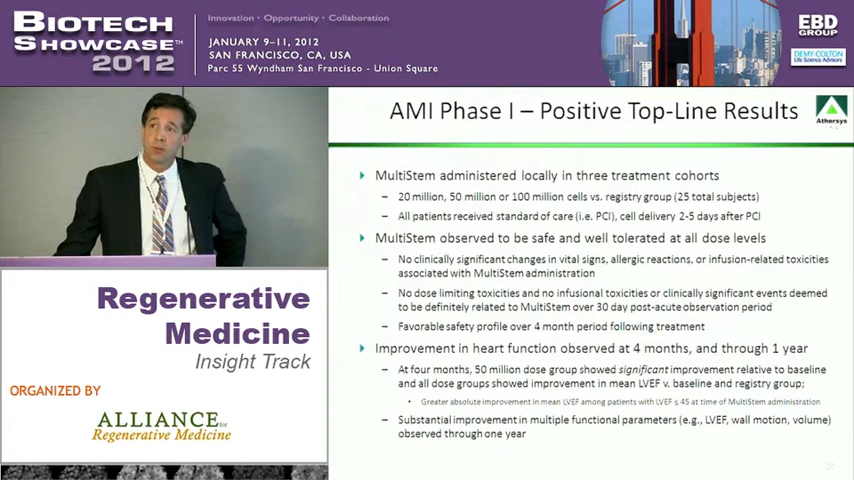 BIOTECH
SHOWCASE™
2012
Innovation • Opportunity • Collaboration
JANUARY 9–11, 2012
SAN FRANCISCO, CA, USA
Parc 55 Wyndham San Francisco - Union Square
EBD
GROUP
DEMY-COLTON
Life Science Advisors
AMI Phase I – Positive Top-Line Results
Athersys
MultiStem administered locally in three treatment cohorts
– 20 million, 50 million or 100 million cells vs. registry group (25 total subjects)
– All patients received standard of care (i.e. PCI), cell delivery 2-5 days after PCI
MultiStem observed to be safe and well tolerated at all dose levels
– No clinically significant changes in vital signs, allergic reactions, or infusion-related toxicities
associated with MultiStem administration
– No dose limiting toxicities and no infusional toxicities or clinically significant events deemed
to be definitely related to MultiStem over 30 day post-acute observation period
– Favorable safety profile over 4 month period following treatment
Improvement in heart function observed at 4 months, and through 1 year
– At four months, 50 million dose group showed significant improvement relative to baseline
and all dose groups showed improvement in mean LVEF v. baseline and registry group;
• Greater absolute improvement in mean LVEF among patients with LVEF ≤ 45 at time of MultiStem administration
– Substantial improvement in multiple functional parameters (e.g., LVEF, wall motion, volume)
observed through one year
20
Regenerative
Medicine
Insight Track
ORGANIZED BY
ALLIANCE for
Regenerative Medicine